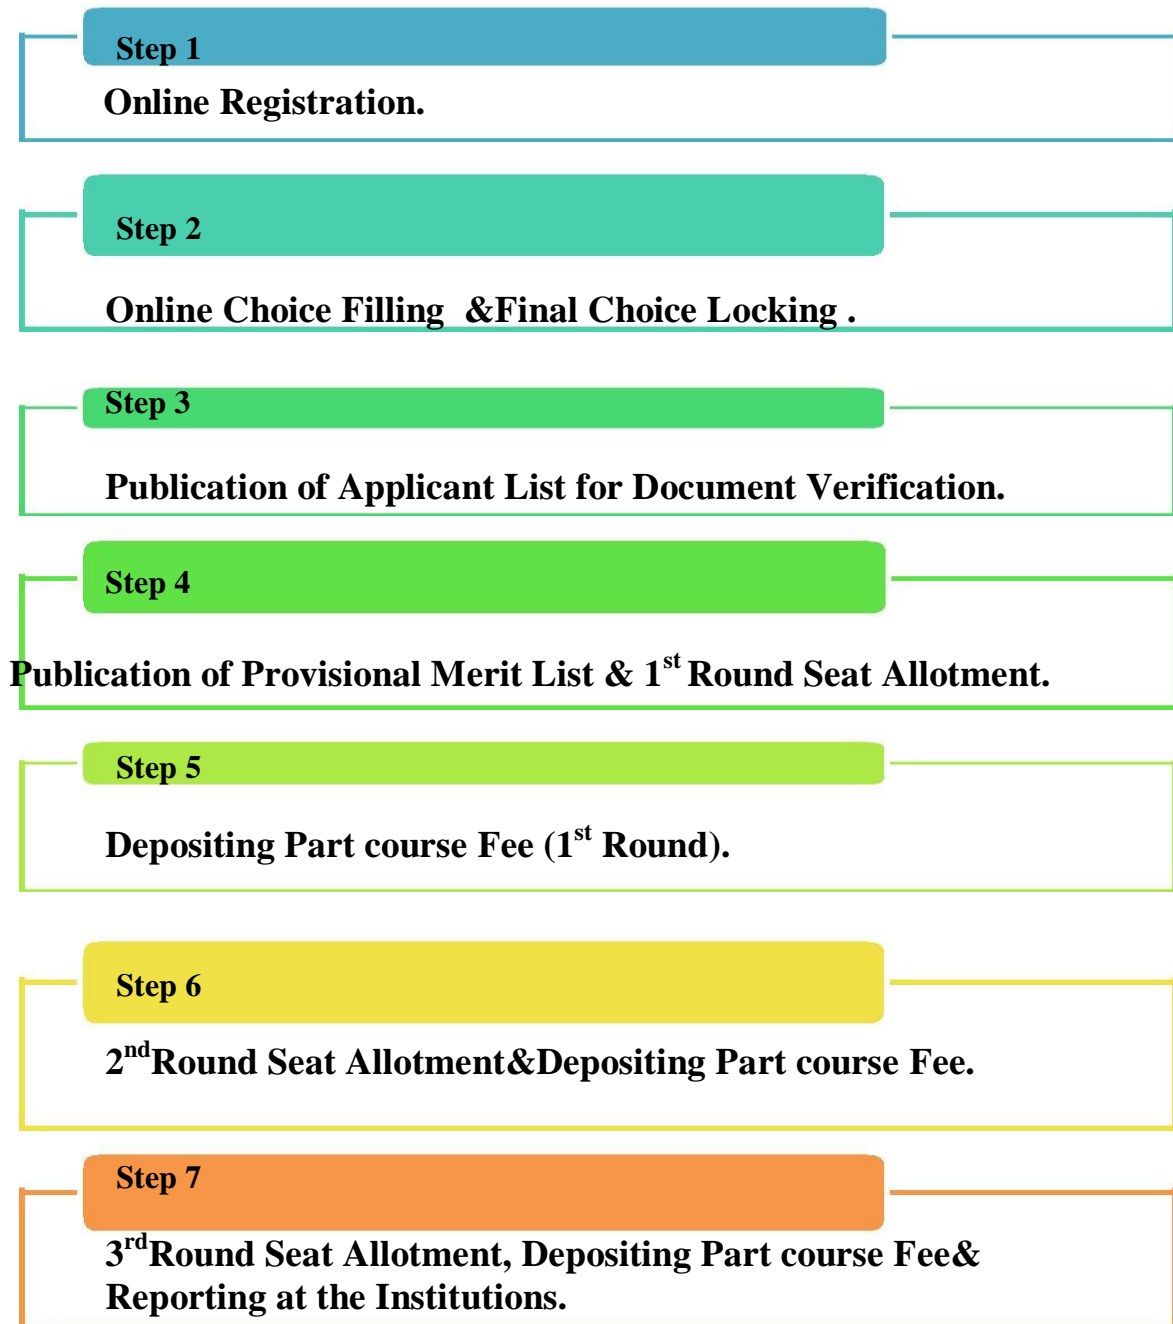 Step 1
Online Registration.
Step 2
Online Choice Filling  &Final Choice Locking .
Step 3
Publication of Applicant List for Document Verification.
Step 4
Publication of Provisional Merit List & 1st Round Seat Allotment.
Step 5
Depositing Part course Fee (1st Round).
Step 6
2ndRound Seat Allotment&Depositing Part course Fee.
Step 7
3rdRound Seat Allotment, Depositing Part course Fee&
Reporting at the Institutions.